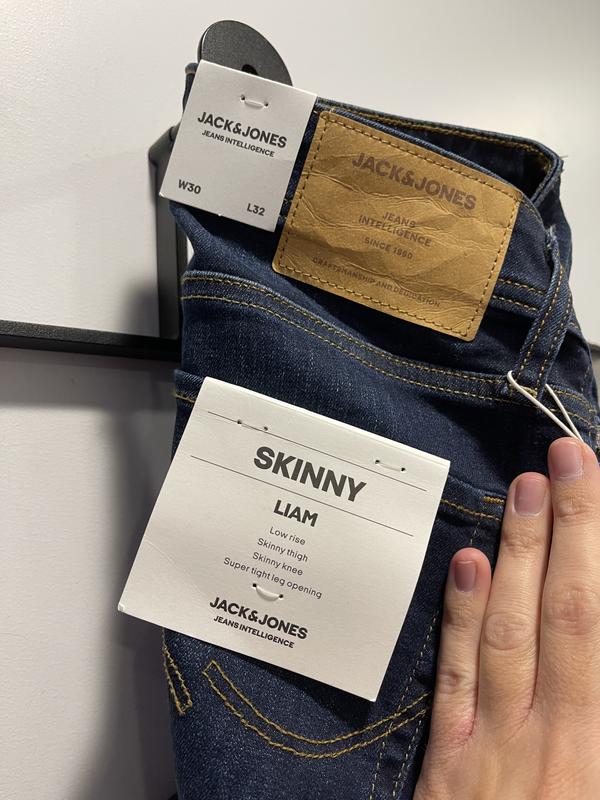 JACK&JONES
JEANS INTELLIGENCE
W30
L32
JACK&JONES
JEANS
INTELLIGENCE
SINCE 1990
CRAFTSMANSHIP AND DEDICATION
SKINNY
LIAM
Low rise
Skinny thigh
Skinny knee
Super tight leg opening
JACK&JONES
JEANS INTELLIGENCE